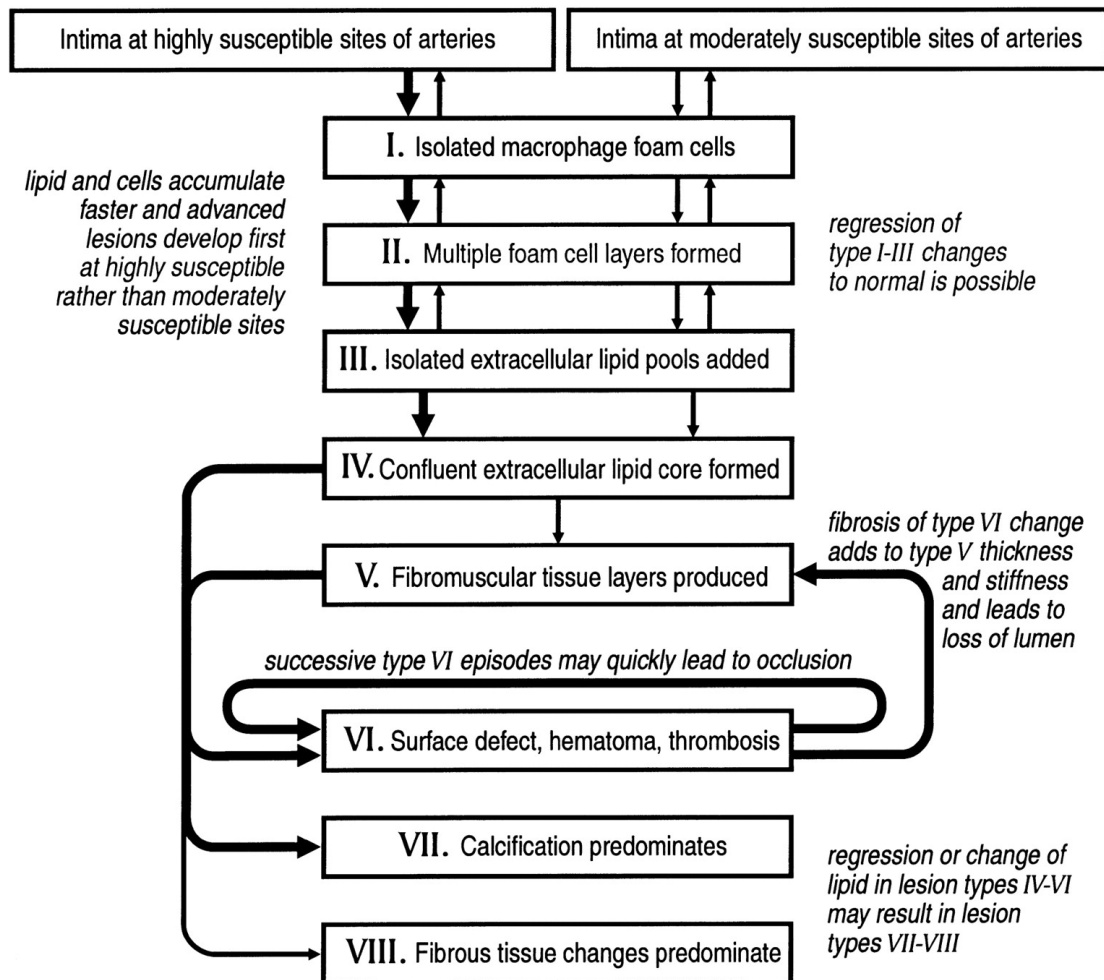 Intima at highly susceptible sites of arteries
Intima at moderately susceptible sites of arteries
I. Isolated macrophage foam cells
lipid and cells accumulate
faster and advanced
lesions develop first
at highly susceptible
rather than moderately
susceptible sites
II. Multiple foam cell layers formed
regression of
type I-III changes
to normal is possible
III. Isolated extracellular lipid pools added
IV. Confluent extracellular lipid core formed
V. Fibromuscular tissue layers produced
fibrosis of type VI change
adds to type V thickness
and stiffness
and leads to
loss of lumen
successive type VI episodes may quickly lead to occlusion
VI. Surface defect, hematoma, thrombosis
VII. Calcification predominates
regression or change of
lipid in lesion types IV-VI
may result in lesion
types VII-VIII
VIII. Fibrous tissue changes predominate